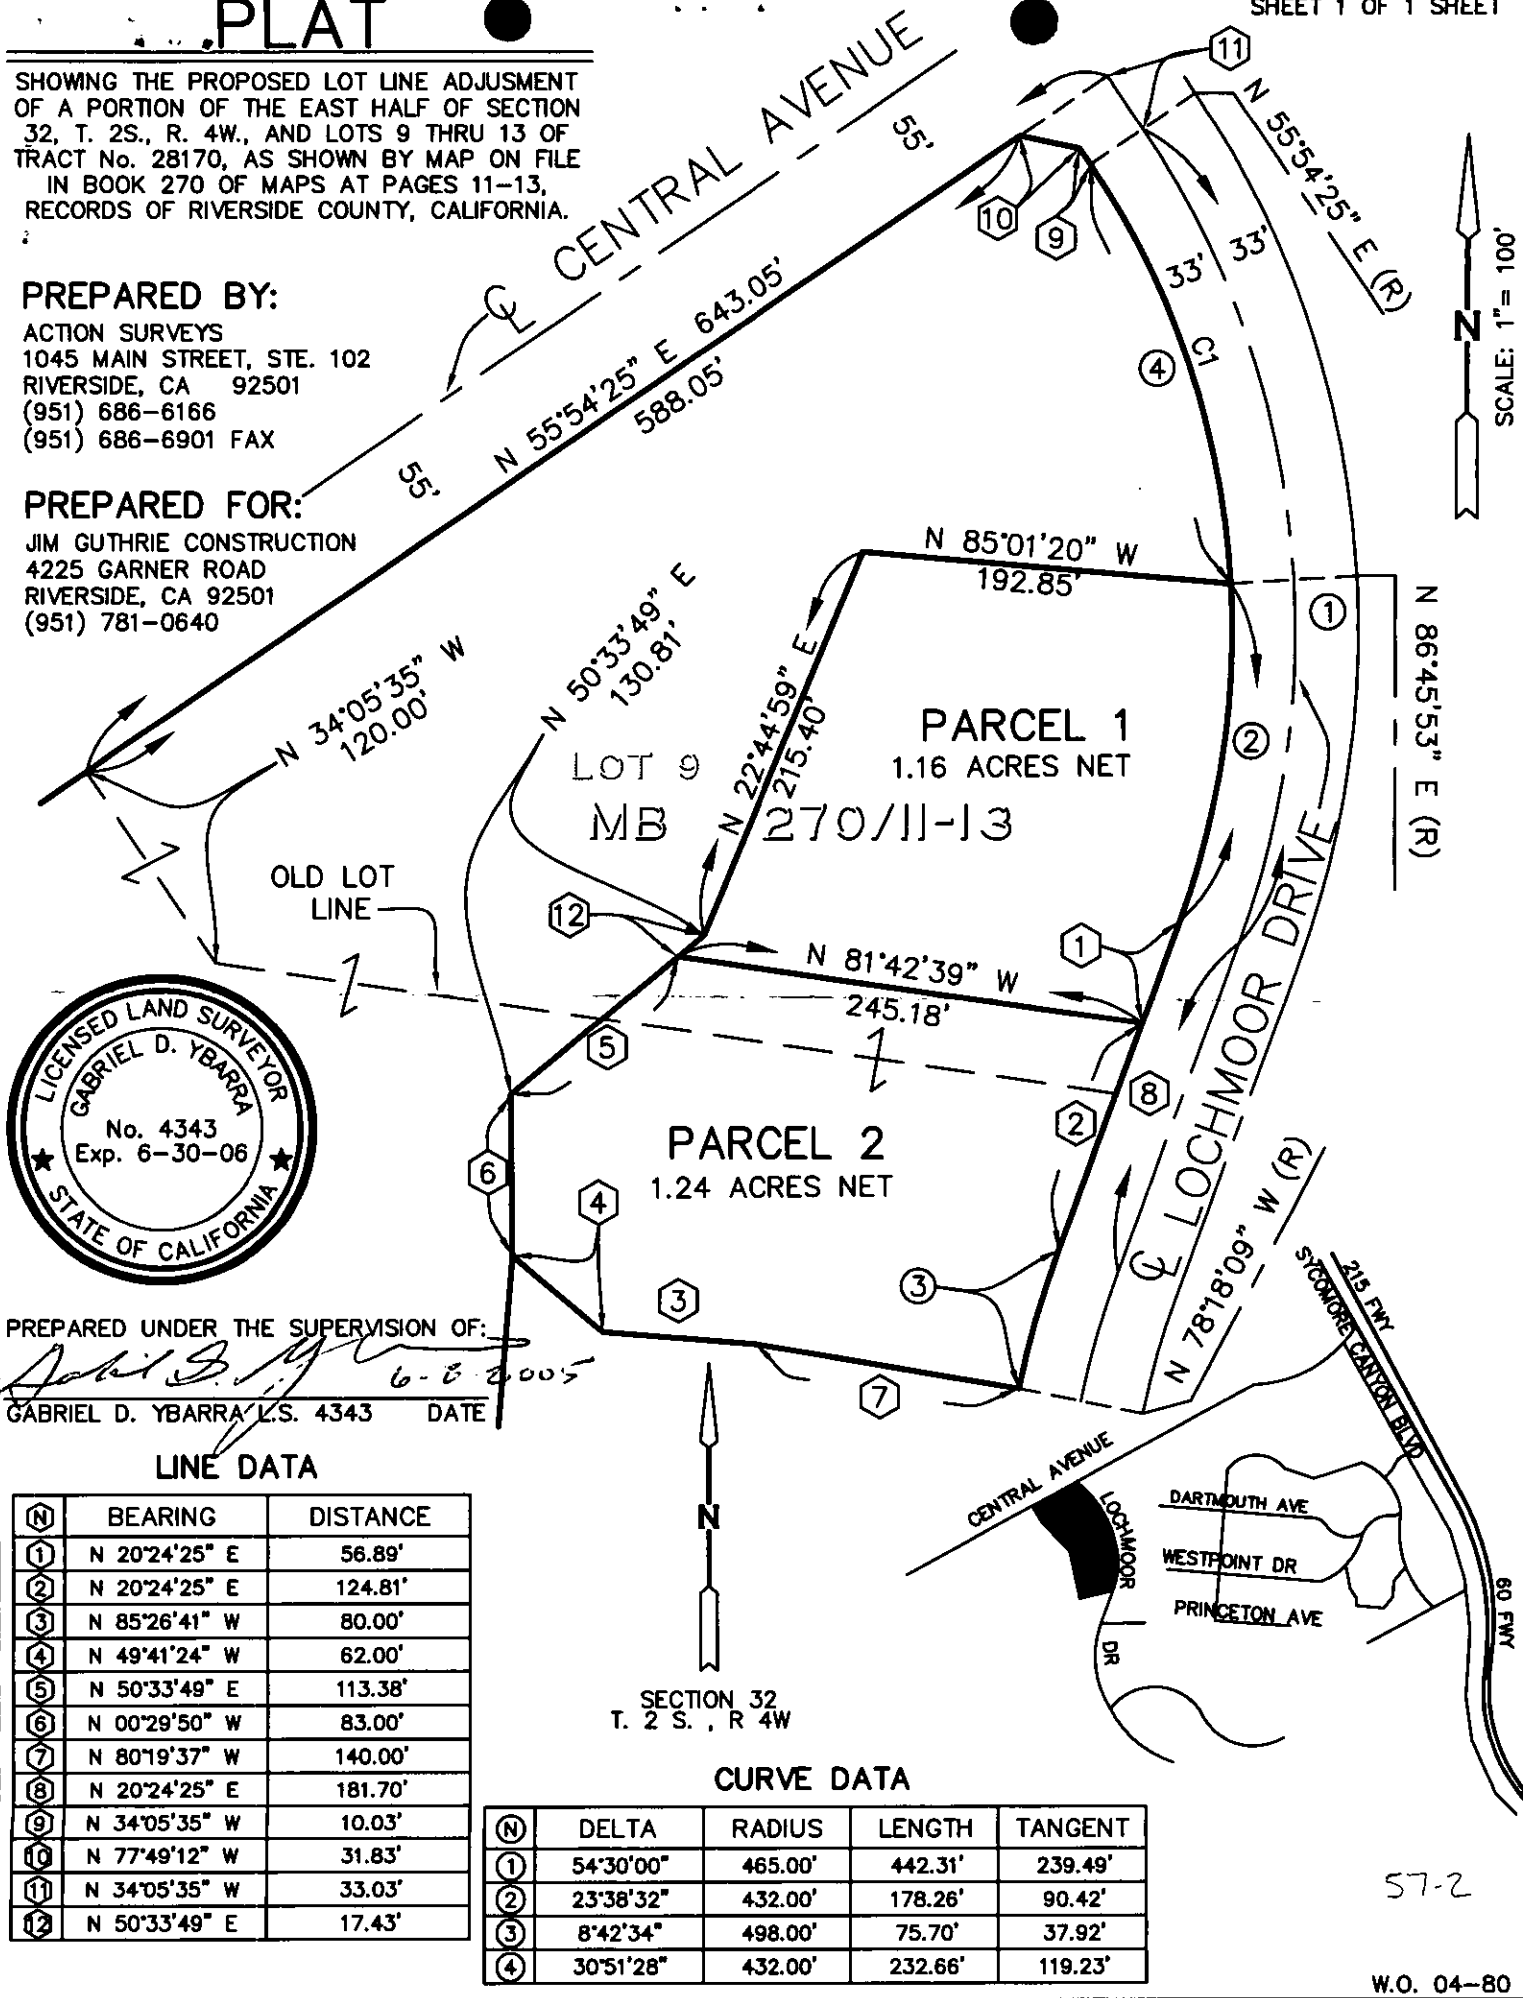 PLAT
SHEET 1 OF 1 SHEET
SHOWING THE PROPOSED LOT LINE ADJUSMENT
OF A PORTION OF THE EAST HALF OF SECTION
32, T. 2S., R. 4W., AND LOTS 9 THRU 13 OF
TRACT No. 28170, AS SHOWN BY MAP ON FILE
IN BOOK 270 OF MAPS AT PAGES 11-13,
RECORDS OF RIVERSIDE COUNTY, CALIFORNIA.
PREPARED BY:
ACTION SURVEYS
1045 MAIN STREET, STE. 102
RIVERSIDE, CA 92501
(951) 686-6166
(951) 686-6901 FAX
PREPARED FOR:
JIM GUTHRIE CONSTRUCTION
4225 GARNER ROAD
RIVERSIDE, CA 92501
(951) 781-0640
℄ CENTRAL AVENUE
55'
55'
N 55°54'25" E 643.05'
588.05'
11
10
9
N 55°54'25" E (R)
33' 33'
C1
4
N
SCALE: 1"= 100'
N 85°01'20" W
192.85'
1
N 86°45'53" E (R)
N 34°05'35" W
120.00'
N 50°33'49" E
130.81'
N 22°44'59" E
215.40'
PARCEL 1
1.16 ACRES NET
2
LOT 9
MB 270/11-13
OLD LOT
LINE
12
1
N 81°42'39" W
245.18'
5
8
2
℄ LOCHMOOR DRIVE
LICENSED LAND SURVEYOR
GABRIEL D. YBARRA
No. 4343
Exp. 6-30-06
STATE OF CALIFORNIA
PARCEL 2
1.24 ACRES NET
6
4
3
3
7
N 78°18'09" W (R)
PREPARED UNDER THE SUPERVISION OF:
GABRIEL D. YBARRA L.S. 4343 DATE
215 FWY
SYCOMORE CANYON BLVD
CENTRAL AVENUE
LOCHMOOR
DR
DARTMOUTH AVE
WESTPOINT DR
PRINCETON AVE
60 FWY
N
SECTION 32
T. 2 S. , R 4W
LINE DATA
N BEARING DISTANCE
1 N 20°24'25" E 56.89'
2 N 20°24'25" E 124.81'
3 N 85°26'41" W 80.00'
4 N 49°41'24" W 62.00'
5 N 50°33'49" E 113.38'
6 N 00°29'50" W 83.00'
7 N 80°19'37" W 140.00'
8 N 20°24'25" E 181.70'
9 N 34°05'35" W 10.03'
10 N 77°49'12" W 31.83'
11 N 34°05'35" W 33.03'
12 N 50°33'49" E 17.43'
CURVE DATA
N DELTA RADIUS LENGTH TANGENT
1 54°30'00" 465.00' 442.31' 239.49'
2 23°38'32" 432.00' 178.26' 90.42'
3 8°42'34" 498.00' 75.70' 37.92'
4 30°51'28" 432.00' 232.66' 119.23'
57-2
W.O. 04-80